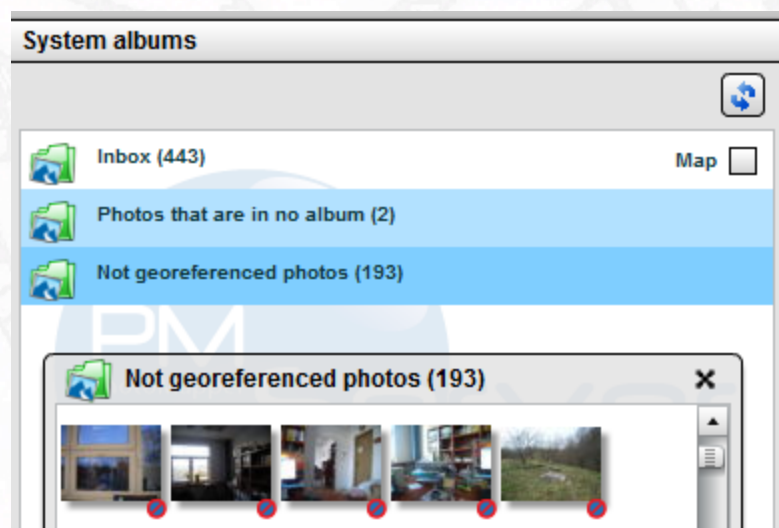 System albums
Inbox (443)
Map
Photos that are in no album (2)
Not georeferenced photos (193)
PM
Not georeferenced photos (193)